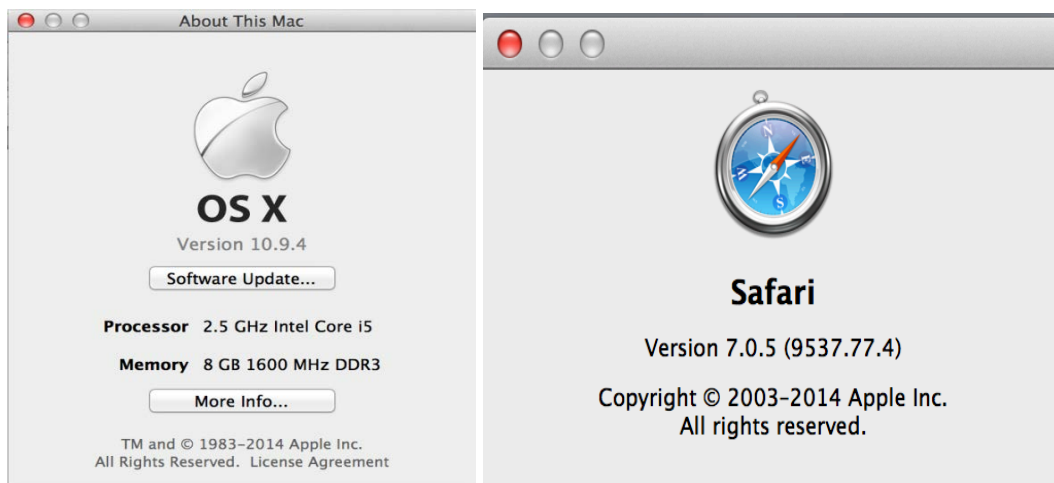 About This Mac
OS X
Version 10.9.4
Software Update...
Processor 2.5 GHz Intel Core i5
Memory 8 GB 1600 MHz DDR3
More Info...
TM and © 1983–2014 Apple Inc.
All Rights Reserved. License Agreement
N
E
S
W
Safari
Version 7.0.5 (9537.77.4)
Copyright © 2003–2014 Apple Inc.
All rights reserved.